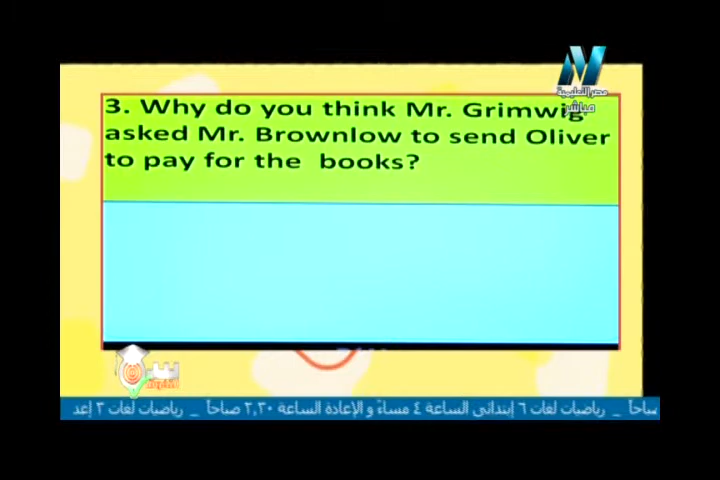 مصر التعليمية
مباشر
3. Why do you think Mr. Grimwig
asked Mr. Brownlow to send Oliver
to pay for the books?
صباحاً _ رياضيات لغات ٦ إبتدائى الساعة ٤ مساءً و الإعادة الساعة ٢,٣٠ صباحاً _ رياضيات لغات ٣ إعد